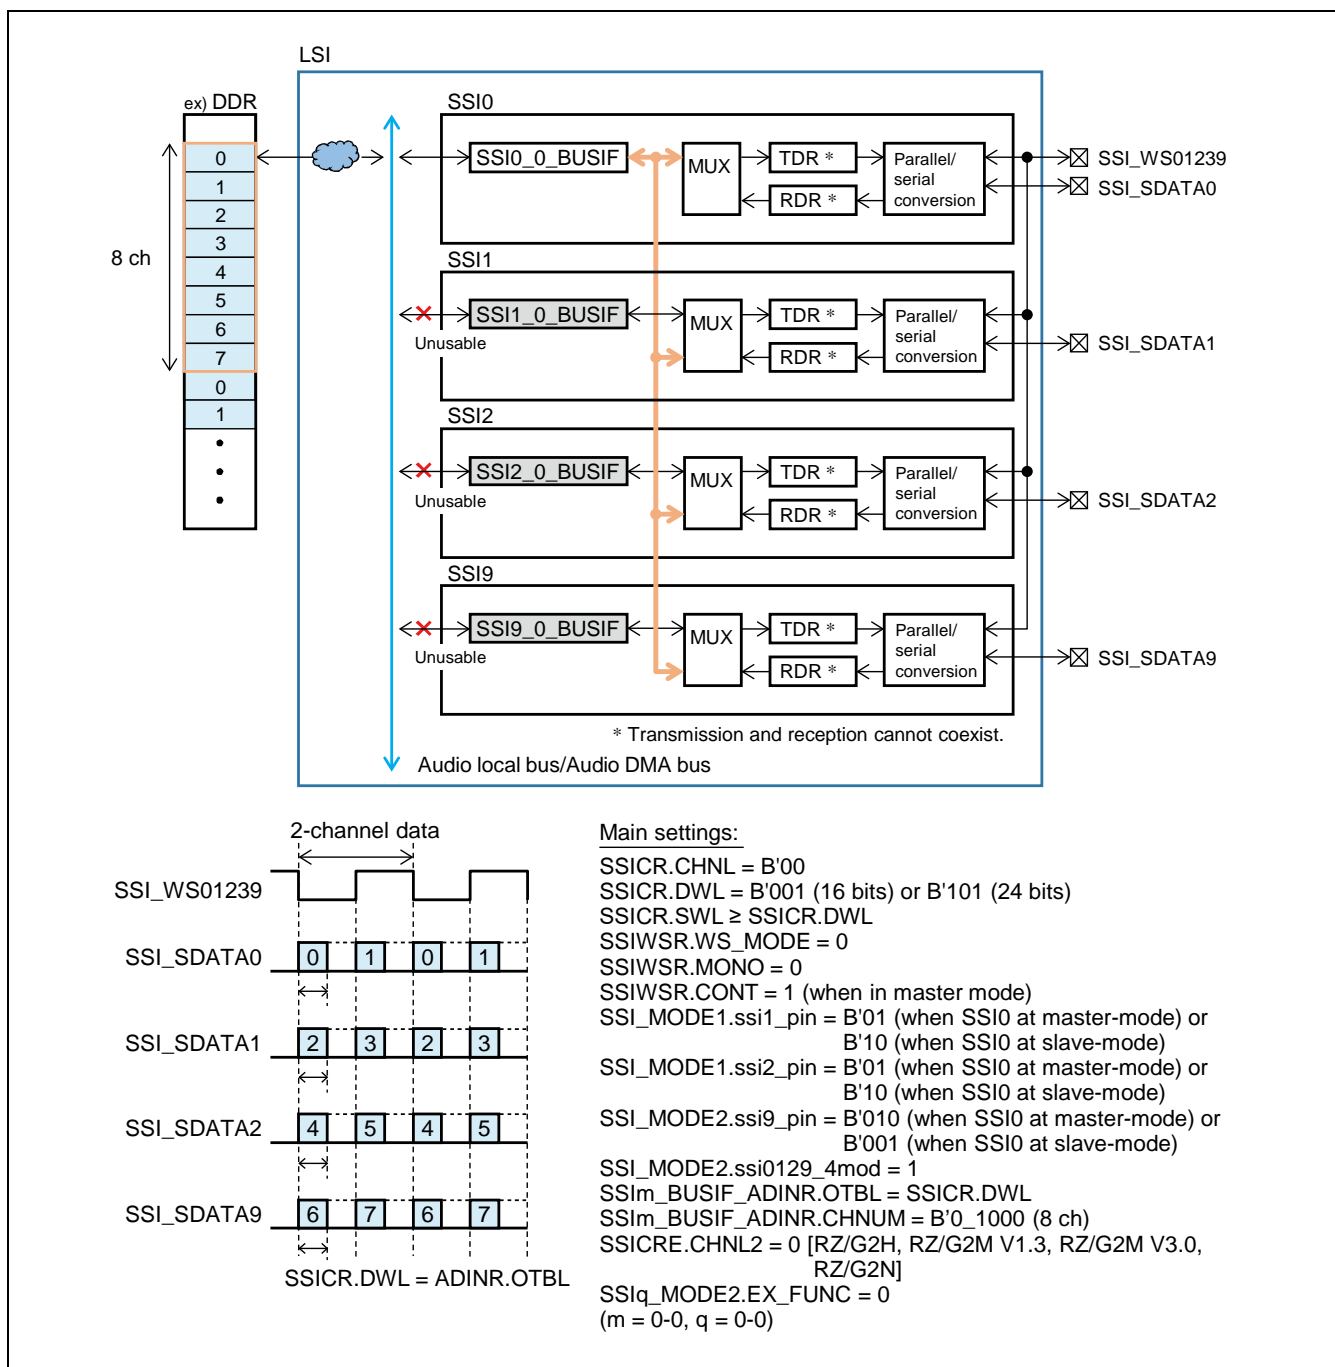 LSI
ex) DDR
0
1
2
3
4
5
6
7
0
1
8 ch
SSI0
SSI0_0_BUSIF
MUX
TDR *
RDR *
Parallel/
serial
conversion
SSI_WS01239
SSI_SDATA0
SSI1
SSI1_0_BUSIF
Unusable
MUX
TDR *
RDR *
Parallel/
serial
conversion
SSI_SDATA1
SSI2
SSI2_0_BUSIF
Unusable
MUX
TDR *
RDR *
Parallel/
serial
conversion
SSI_SDATA2
SSI9
SSI9_0_BUSIF
Unusable
MUX
TDR *
RDR *
Parallel/
serial
conversion
SSI_SDATA9
* Transmission and reception cannot coexist.
Audio local bus/Audio DMA bus
2-channel data
SSI_WS01239
SSI_SDATA0 0 1 0 1
SSI_SDATA1 2 3 2 3
SSI_SDATA2 4 5 4 5
SSI_SDATA9 6 7 6 7
SSICR.DWL = ADINR.OTBL
Main settings:
SSICR.CHNL = B'00
SSICR.DWL = B'001 (16 bits) or B'101 (24 bits)
SSICR.SWL ≥ SSICR.DWL
SSIWSR.WS_MODE = 0
SSIWSR.MONO = 0
SSIWSR.CONT = 1 (when in master mode)
SSI_MODE1.ssi1_pin = B'01 (when SSI0 at master-mode) or
B'10 (when SSI0 at slave-mode)
SSI_MODE1.ssi2_pin = B'01 (when SSI0 at master-mode) or
B'10 (when SSI0 at slave-mode)
SSI_MODE2.ssi9_pin = B'010 (when SSI0 at master-mode) or
B'001 (when SSI0 at slave-mode)
SSI_MODE2.ssi0129_4mod = 1
SSIm_BUSIF_ADINR.OTBL = SSICR.DWL
SSIm_BUSIF_ADINR.CHNUM = B'0_1000 (8 ch)
SSICRE.CHNL2 = 0 [RZ/G2H, RZ/G2M V1.3, RZ/G2M V3.0,
RZ/G2N]
SSIq_MODE2.EX_FUNC = 0
(m = 0-0, q = 0-0)